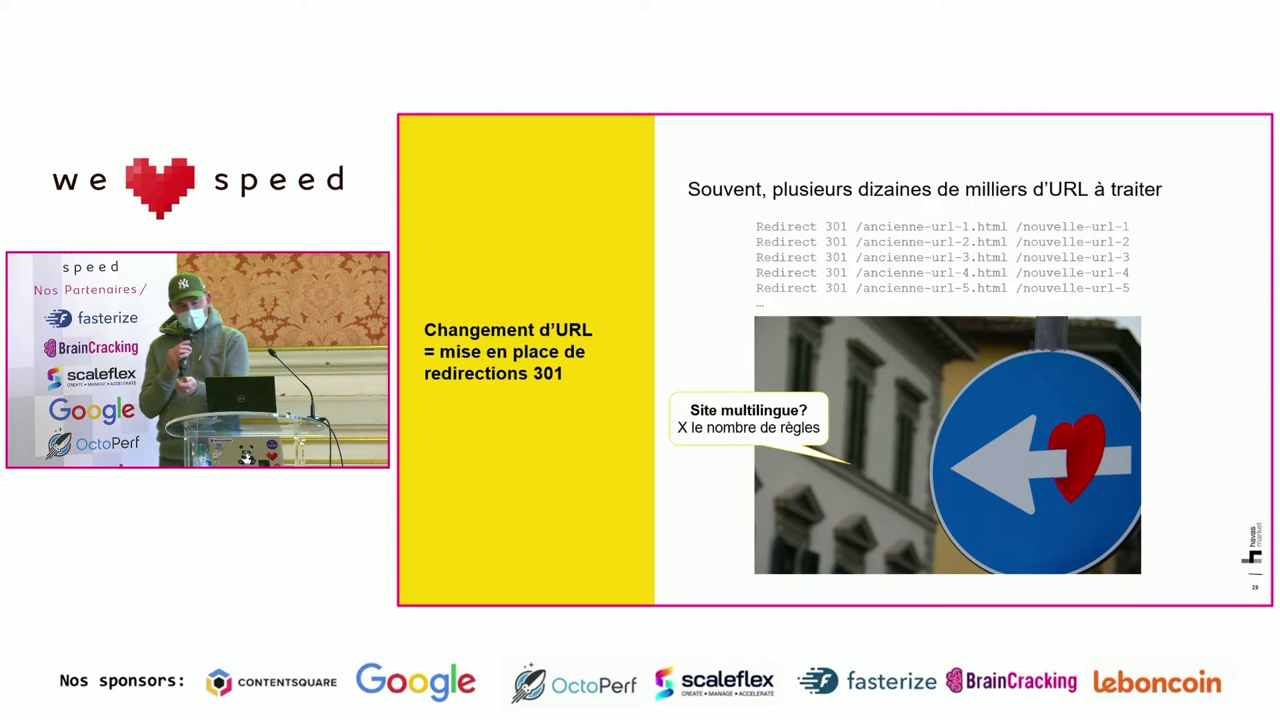 we speed
speed
Nos Partenaires/
fasterize
BrainCracking
scaleflex
CREATE • MANAGE • ACCELERATE
Google
OctoPerf
Changement d'URL
= mise en place de
redirections 301
Souvent, plusieurs dizaines de milliers d'URL à traiter
Redirect 301 /ancienne-url-1.html /nouvelle-url-1
Redirect 301 /ancienne-url-2.html /nouvelle-url-2
Redirect 301 /ancienne-url-3.html /nouvelle-url-3
Redirect 301 /ancienne-url-4.html /nouvelle-url-4
Redirect 301 /ancienne-url-5.html /nouvelle-url-5
…
Site multilingue?
X le nombre de règles
havas
market
29
Nos sponsors:
CONTENTSQUARE
Google
OctoPerf
scaleflex
CREATE • MANAGE • ACCELERATE
fasterize
BrainCracking
leboncoin